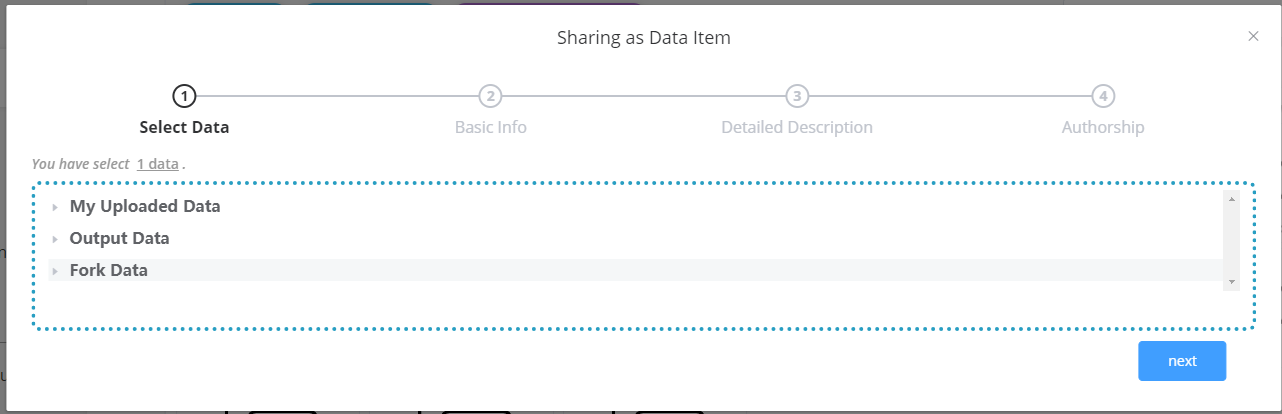 Sharing as Data Item
×
1 2 3 4
Select Data Basic Info Detailed Description Authorship
You have select 1 data .
My Uploaded Data
Output Data
Fork Data
next